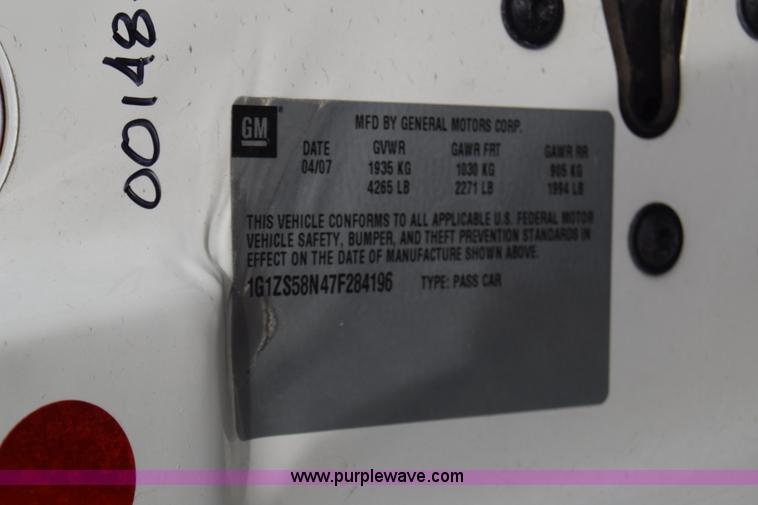 00148
GM
MFD BY GENERAL MOTORS CORP.
DATE GVWR GAWR FRT GAWR RR
04/07 1935 KG 1030 KG 905 KG
4265 LB 2271 LB 1994 LB
THIS VEHICLE CONFORMS TO ALL APPLICABLE U.S. FEDERAL MOTOR
VEHICLE SAFETY, BUMPER, AND THEFT PREVENTION STANDARDS IN
EFFECT ON THE DATE OF MANUFACTURE SHOWN ABOVE.
1G1ZS58N47F284196 TYPE: PASS CAR
www.purplewave.com